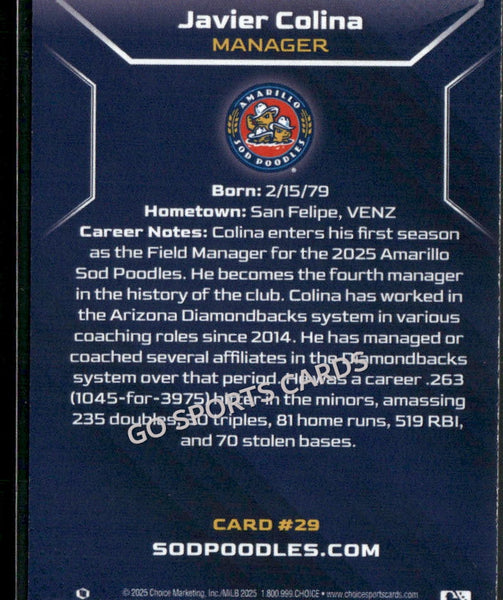 Javier Colina
MANAGER
AMARILLO
SOD POODLES
Born: 2/15/79
Hometown: San Felipe, VENZ
Career Notes: Colina enters his first season
as the Field Manager for the 2025 Amarillo
Sod Poodles. He becomes the fourth manager
in the history of the club. Colina has worked in
the Arizona Diamondbacks system in various
coaching roles since 2014. He has managed or
coached several affiliates in the Diamondbacks
system over that period. He was a career .263
(1045-for-3975) hitter in the minors, amassing
235 doubles, 30 triples, 81 home runs, 519 RBI,
and 70 stolen bases.
GO SPORTS CARDS
CARD #29
SODPOODLES.COM
© 2025 Choice Marketing, Inc./MiLB 2025 1.800.999.CHOICE • www.choicesportscards.com